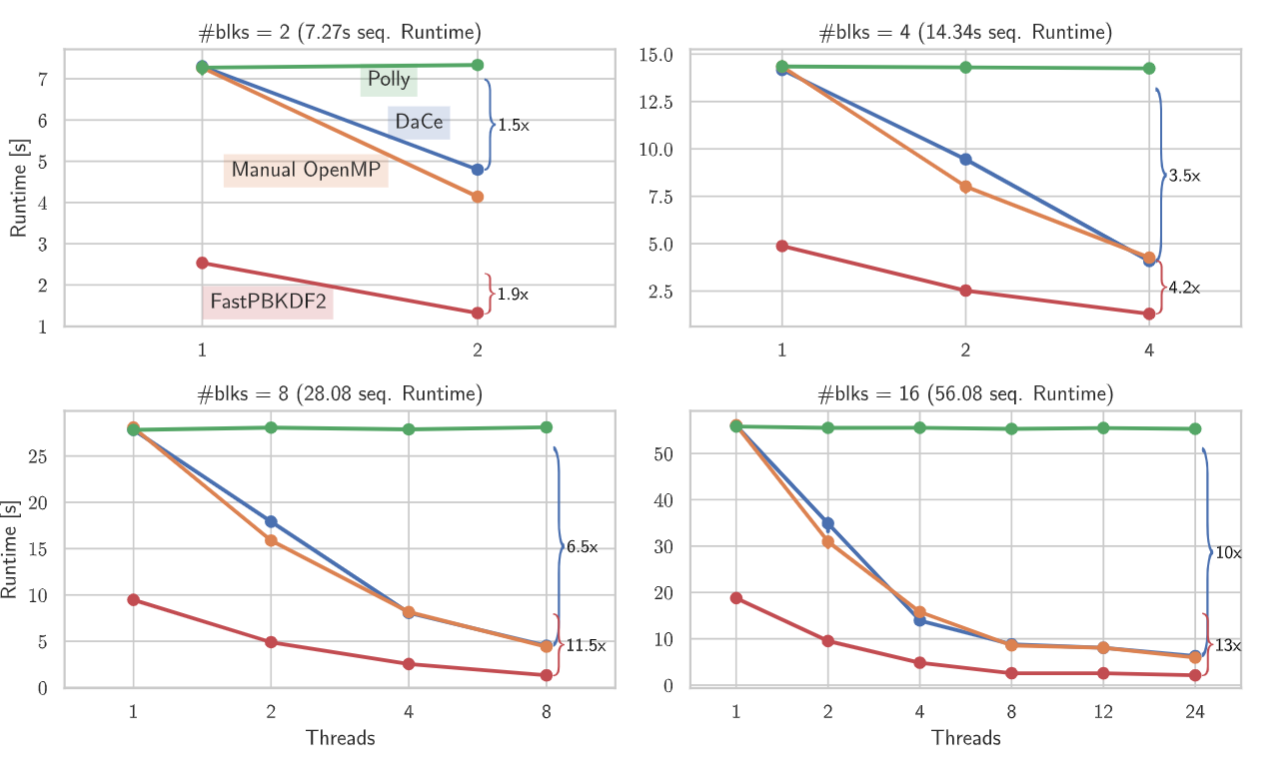 #blks = 2 (7.27s seq. Runtime)
Runtime [s]
7
6
5
4
3
2
1
Polly
DaCe
Manual OpenMP
FastPBKDF2
1.5x
1.9x
1
2
#blks = 4 (14.34s seq. Runtime)
15.0
12.5
10.0
7.5
5.0
2.5
3.5x
4.2x
1
2
4
#blks = 8 (28.08 seq. Runtime)
Runtime [s]
25
20
15
10
5
0
6.5x
11.5x
1
2
4
8
Threads
#blks = 16 (56.08 seq. Runtime)
50
40
30
20
10
0
10x
13x
1
2
4
8
12
24
Threads